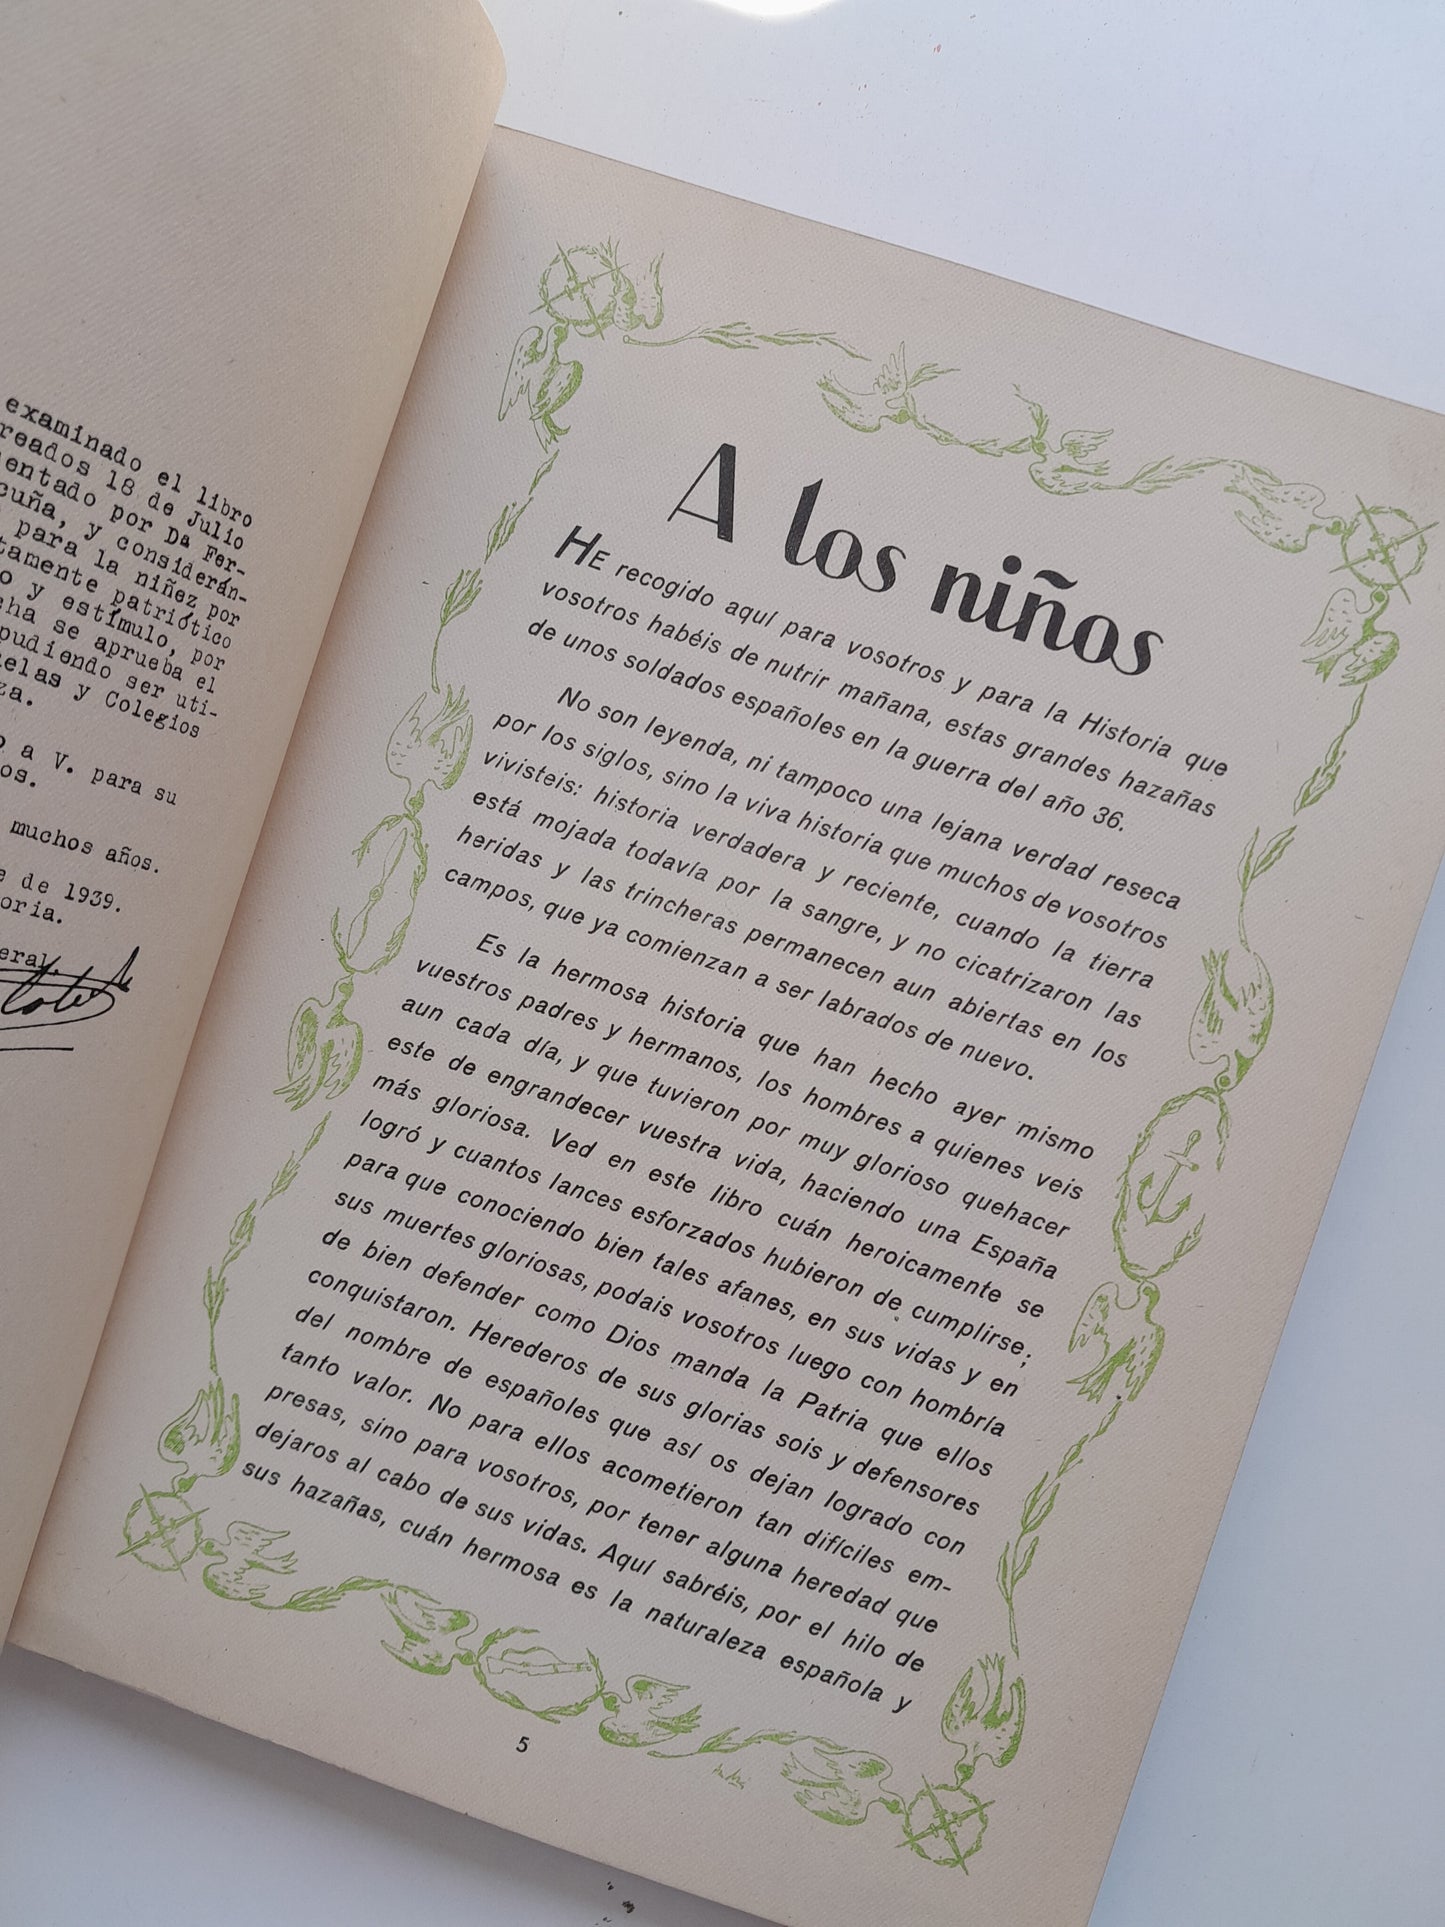 examinado el libro
18 de Julio
por Da Fer-
y considerán-
para la niñez por
patriótico
y estímulo, por
se aprueba el
pudiendo ser uti-
y Colegios
a V. para su
muchos años.
de 1939.
A los niños
HE recogido aquí para vosotros y para la Historia que
vosotros habéis de nutrir mañana, estas grandes hazañas
de unos soldados españoles en la guerra del año 36.
No son leyenda, ni tampoco una lejana verdad reseca
por los siglos, sino la viva historia que muchos de vosotros
vivisteis: historia verdadera y reciente, cuando la tierra
está mojada todavía por la sangre, y no cicatrizaron las
heridas y las trincheras permanecen aun abiertas en los
campos, que ya comienzan a ser labrados de nuevo.
Es la hermosa historia que han hecho ayer mismo
vuestros padres y hermanos, los hombres a quienes veis
aun cada día, y que tuvieron por muy glorioso quehacer
este de engrandecer vuestra vida, haciendo una España
más gloriosa. Ved en este libro cuán heroicamente se
logró y cuantos lances esforzados hubieron de cumplirse;
para que conociendo bien tales afanes, en sus vidas y en
sus muertes gloriosas, podais vosotros luego con hombría
de bien defender como Dios manda la Patria que ellos
conquistaron. Herederos de sus glorias sois y defensores
del nombre de españoles que así os dejan logrado con
tanto valor. No para ellos acometieron tan difíciles em-
presas, sino para vosotros, por tener alguna heredad que
dejaros al cabo de sus vidas. Aquí sabréis, por el hilo de
sus hazañas, cuán hermosa es la naturaleza española y
5